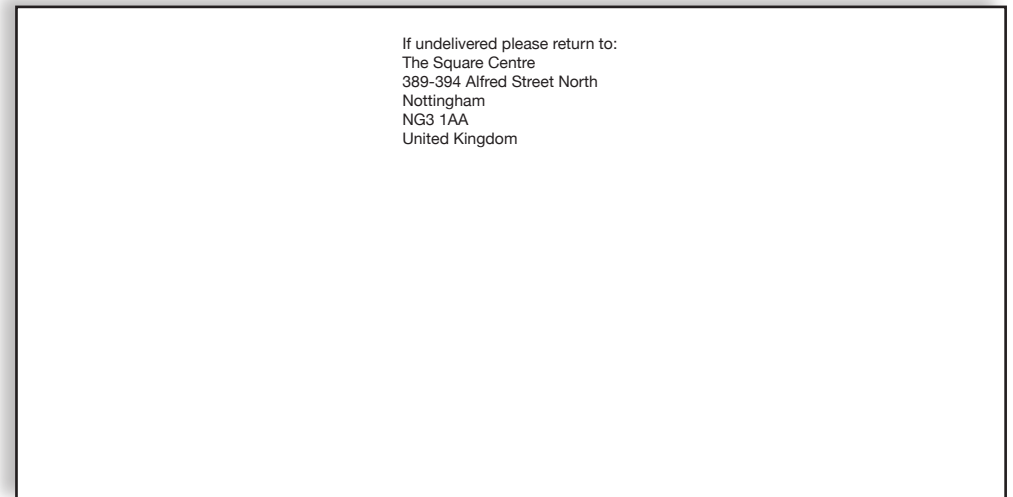 If undelivered please return to:
The Square Centre
389-394 Alfred Street North
Nottingham
NG3 1AA
United Kingdom